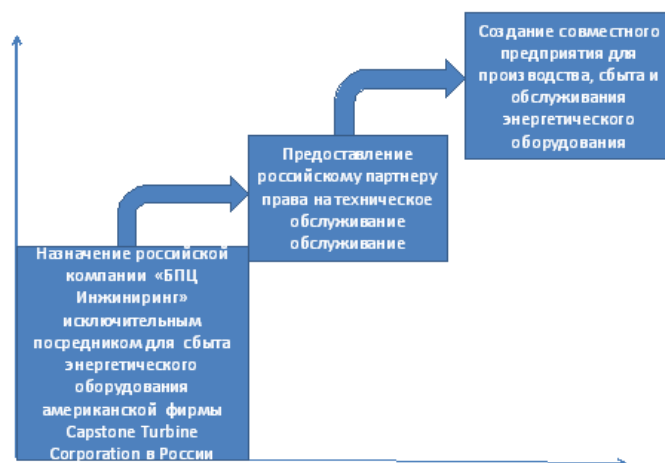 Создание совместного
предприятия для
производства, сбыта и
обслуживания
энергетического
оборудования
Предоставление
российскому партнеру
права на техническое
обслуживание
обслуживание
Назначение российской
компании «БПЦ
Инжиниринг»
исключительным
посредником для сбыта
энергетического
оборудования
американской фирмы
Capstone Turbine
Corporation в России